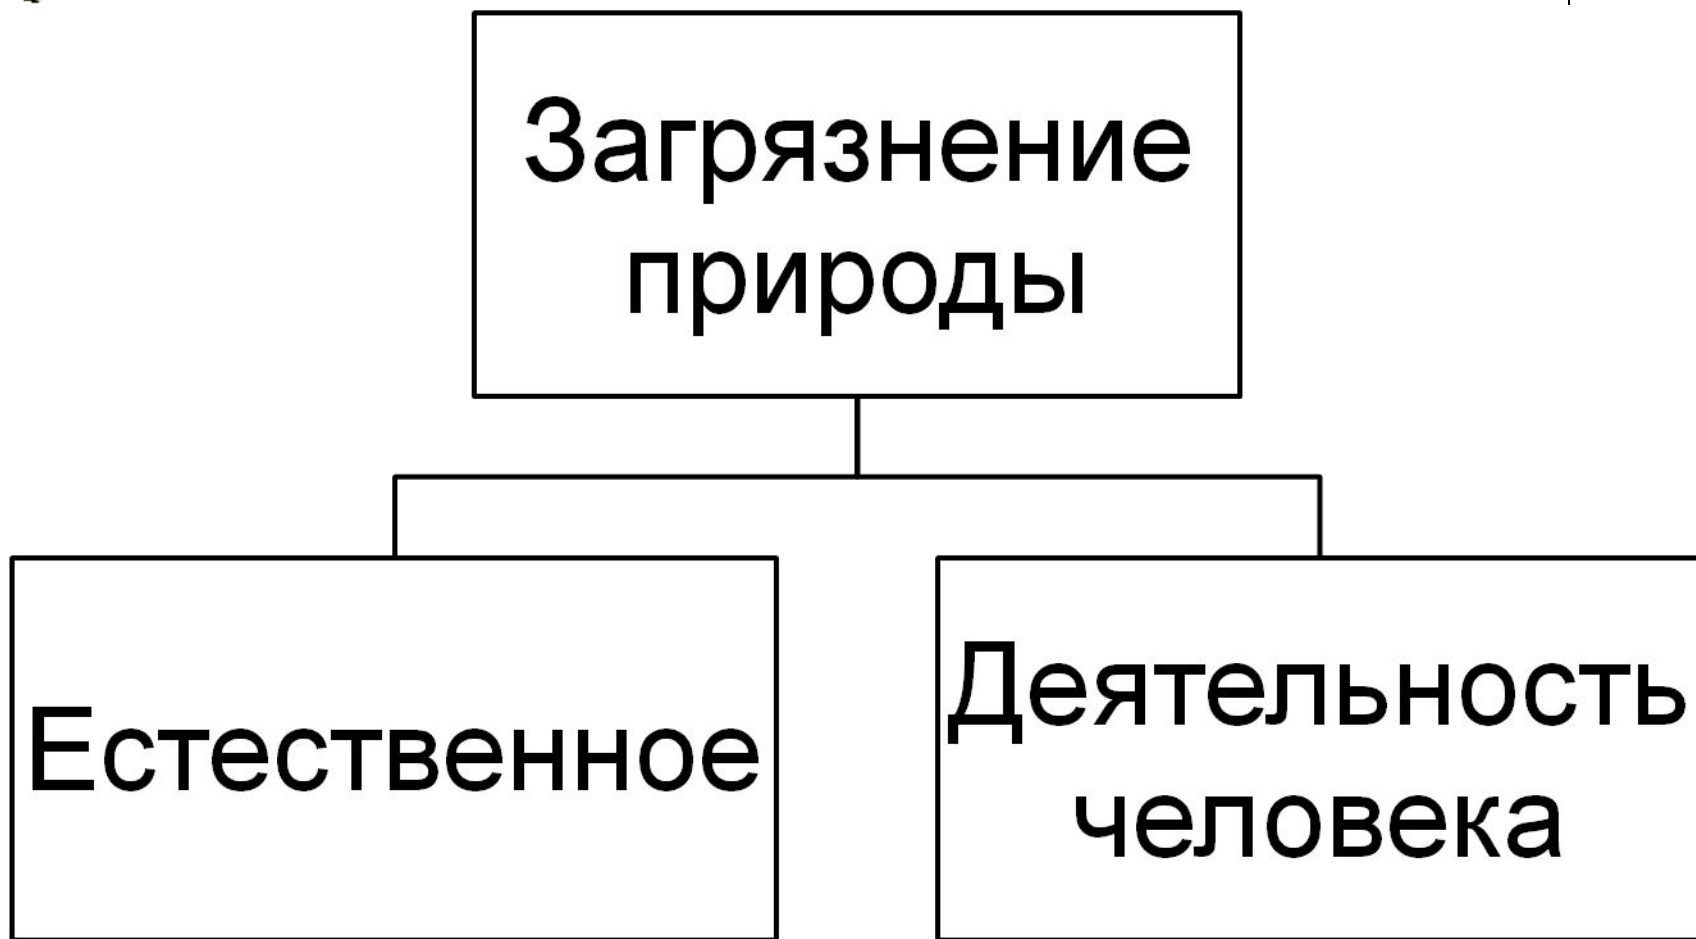 Загрязнение
природы
Естественное
Деятельность
человека